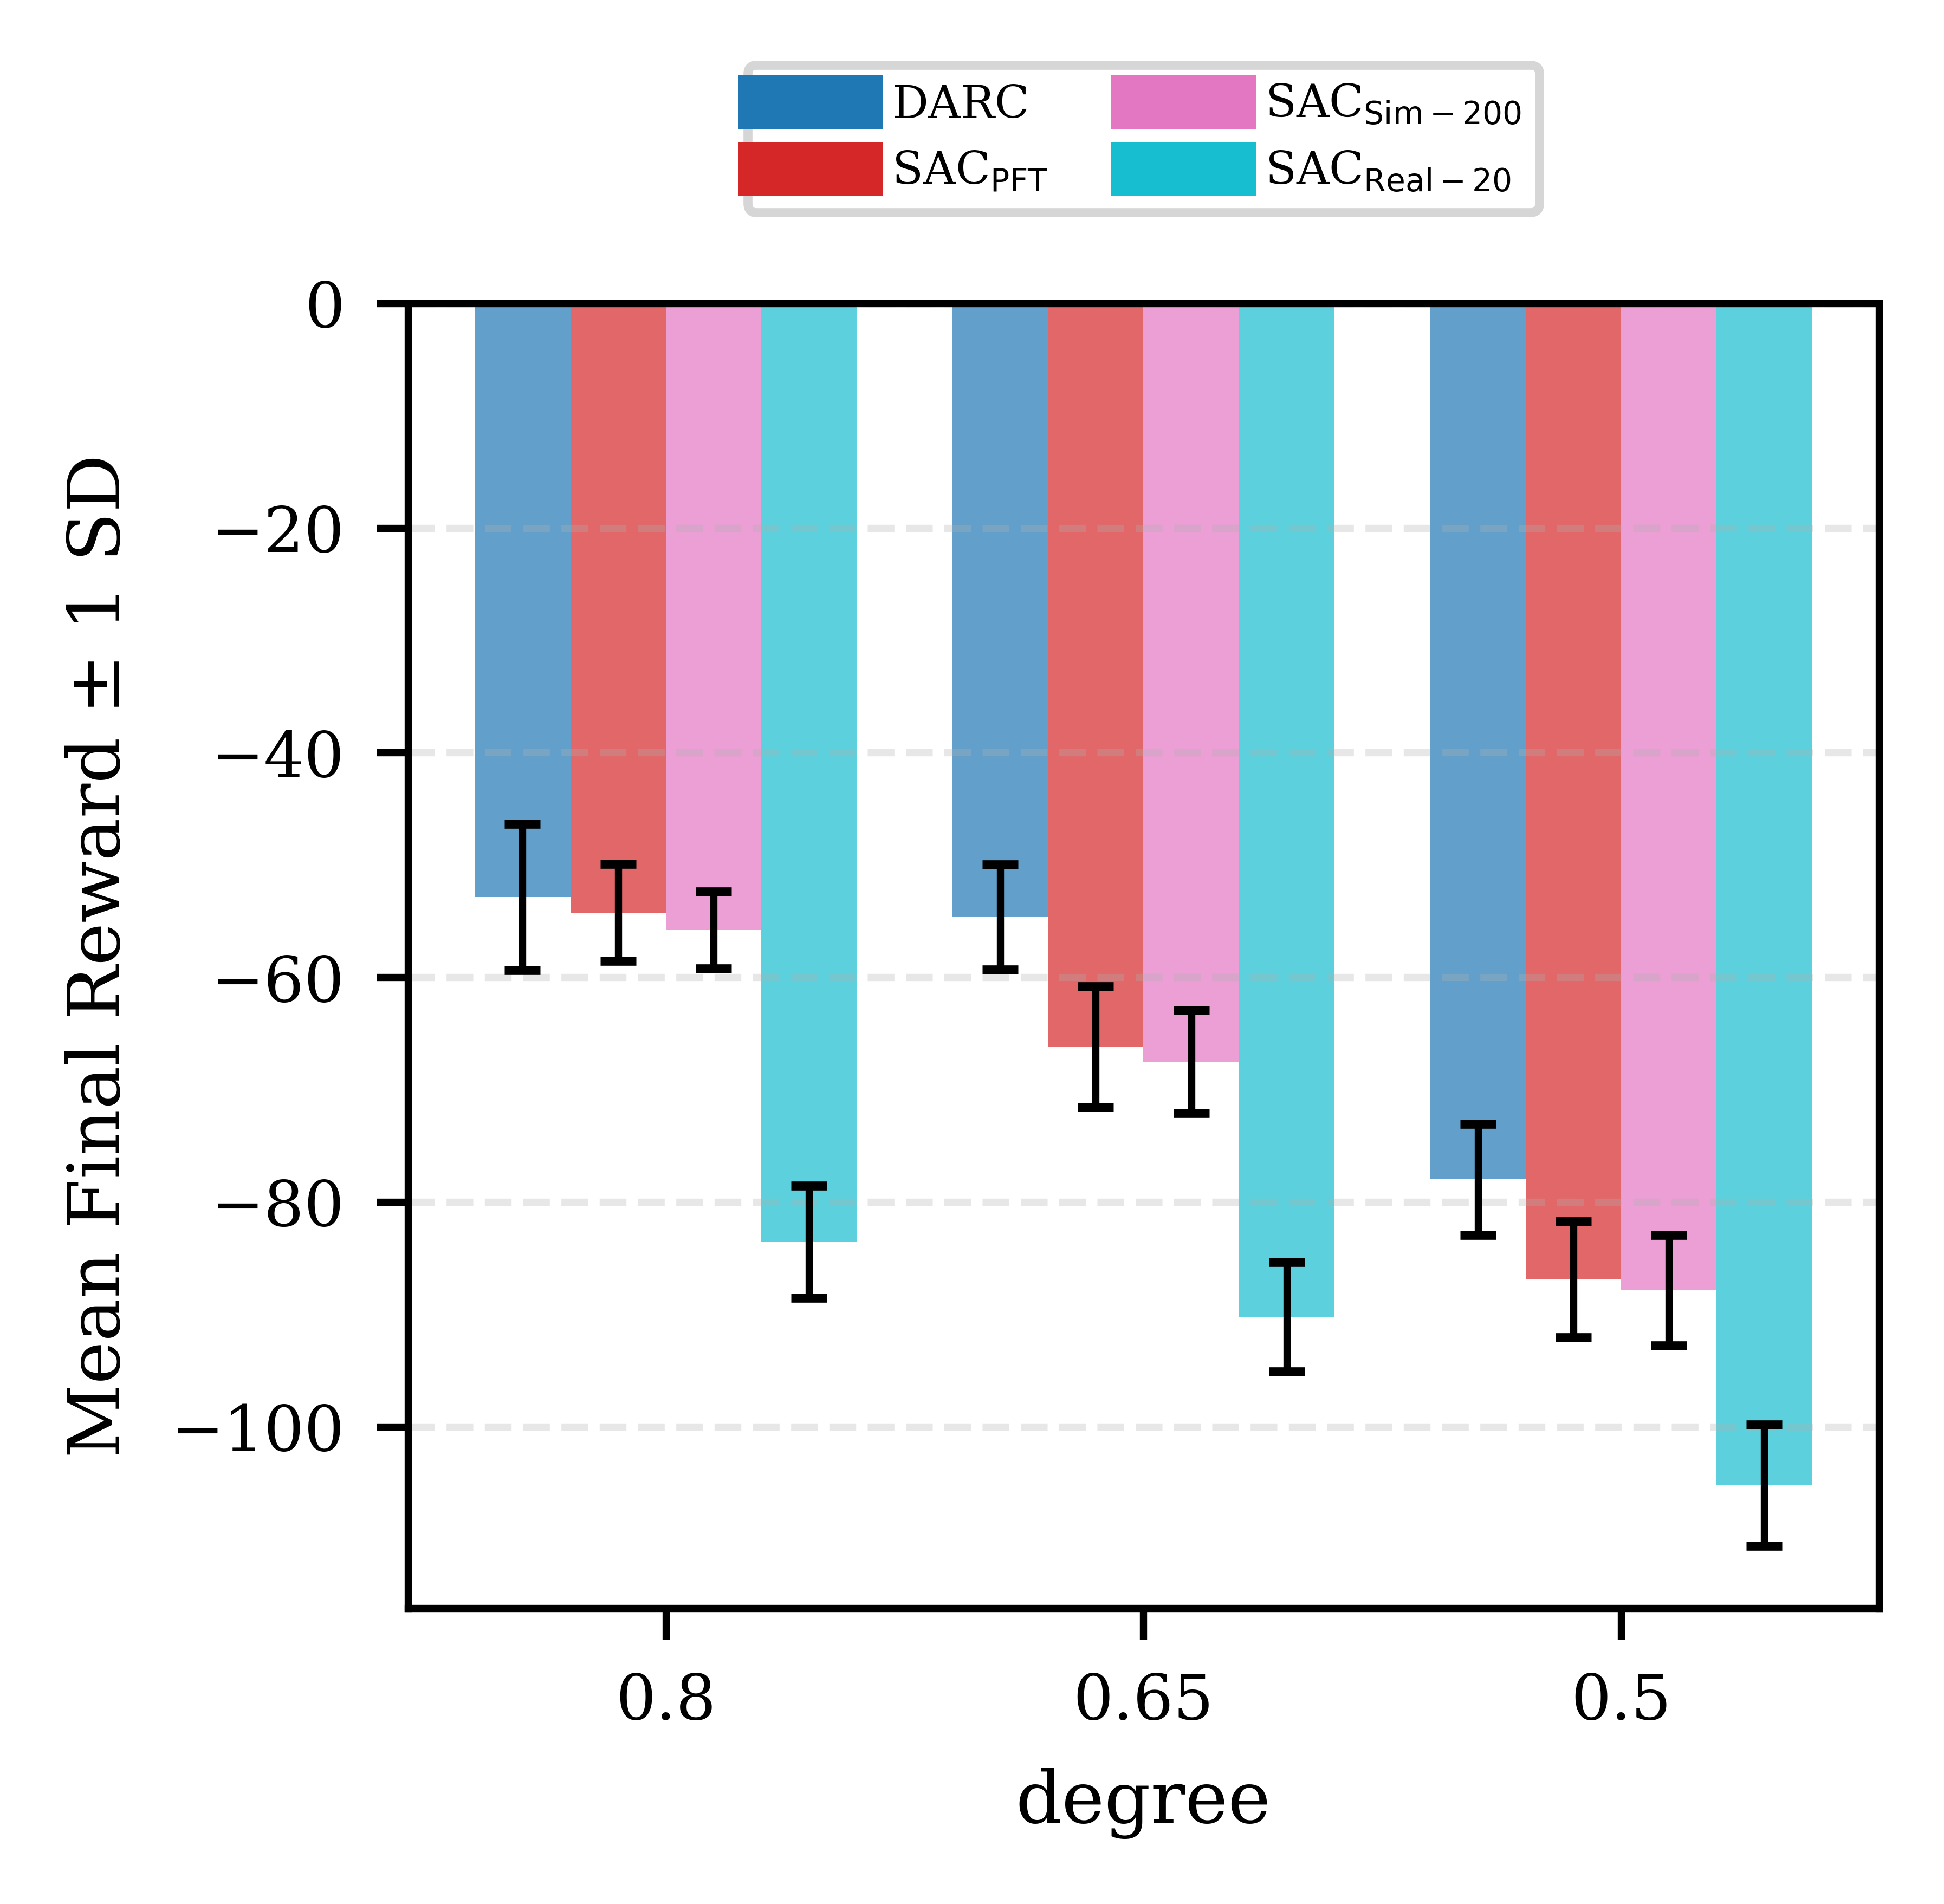 DARC
SAC_PFT
SAC_Sim−200
SAC_Real−20
Mean Final Reward ± 1 SD
0
−20
−40
−60
−80
−100
0.8 0.65 0.5
degree